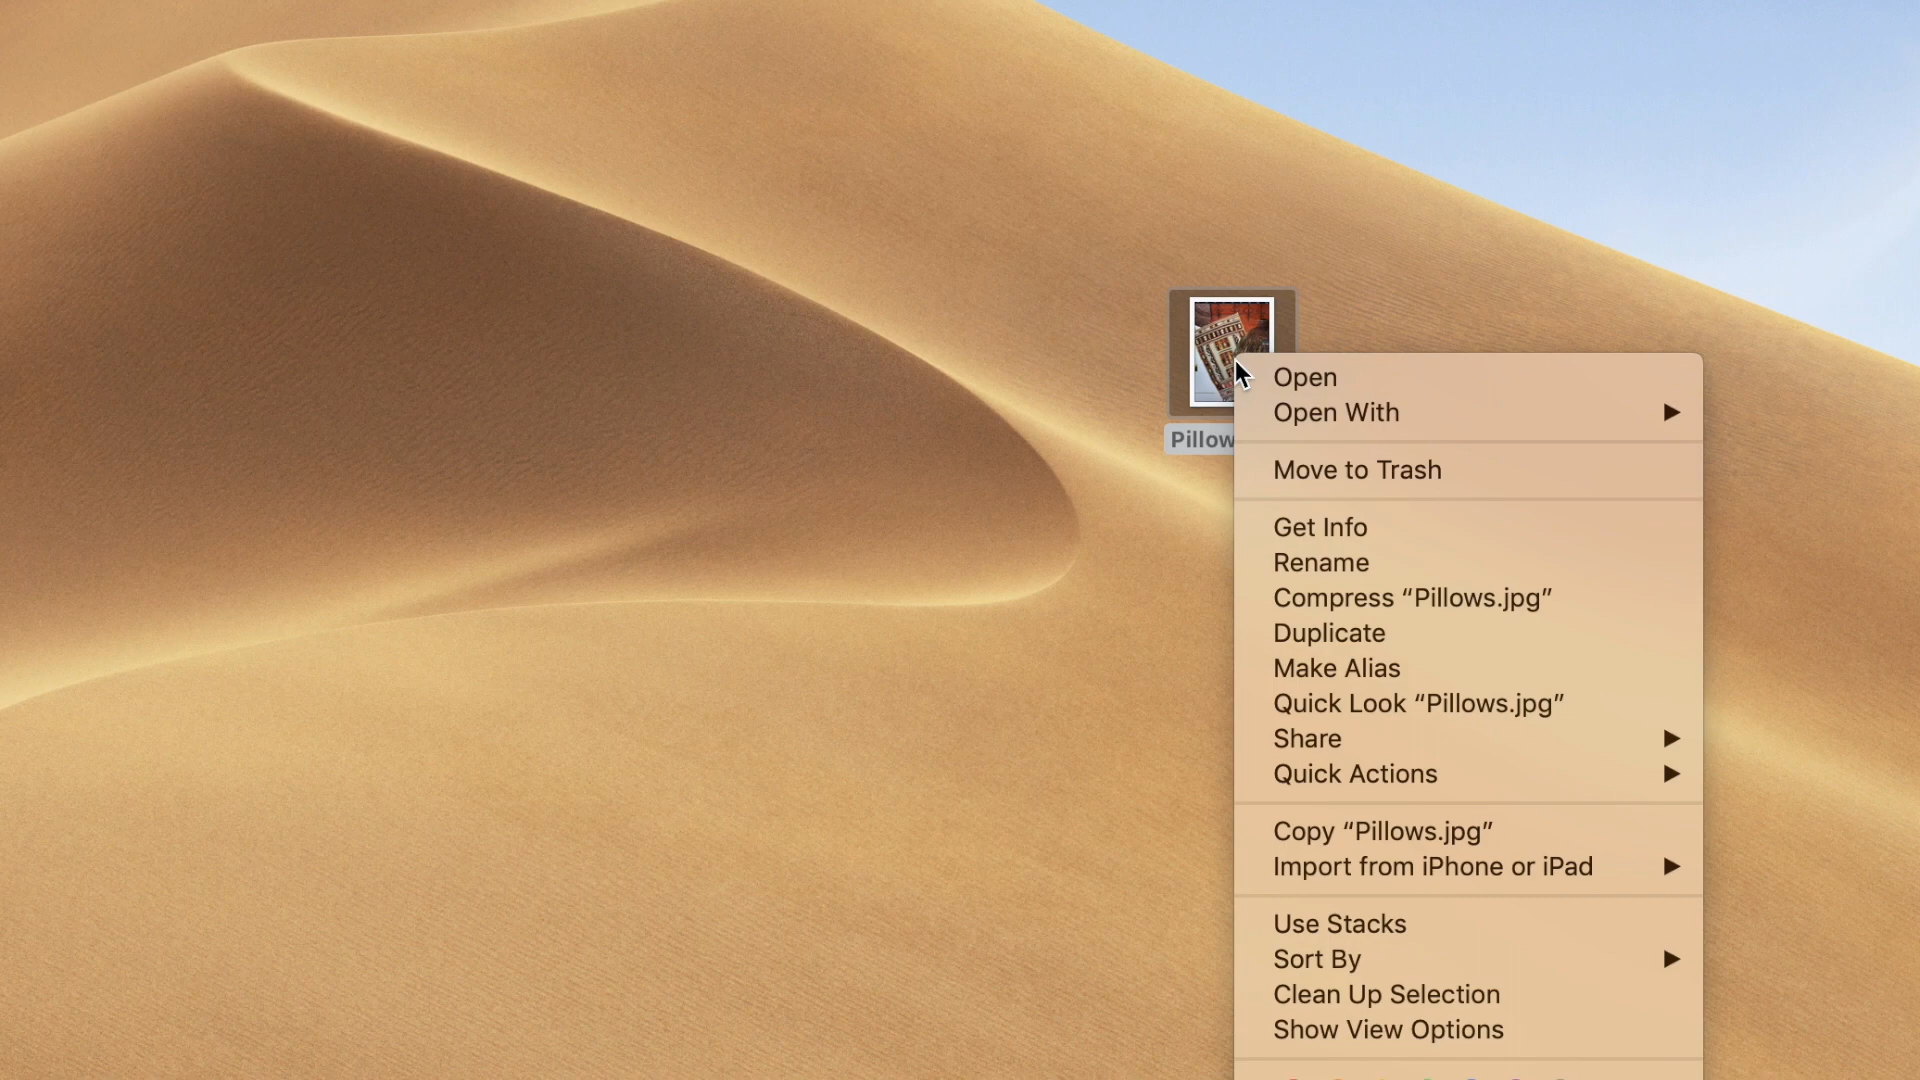 Pillow
Open
Open With
Move to Trash
Get Info
Rename
Compress “Pillows.jpg”
Duplicate
Make Alias
Quick Look “Pillows.jpg”
Share
Quick Actions
Copy “Pillows.jpg”
Import from iPhone or iPad
Use Stacks
Sort By
Clean Up Selection
Show View Options